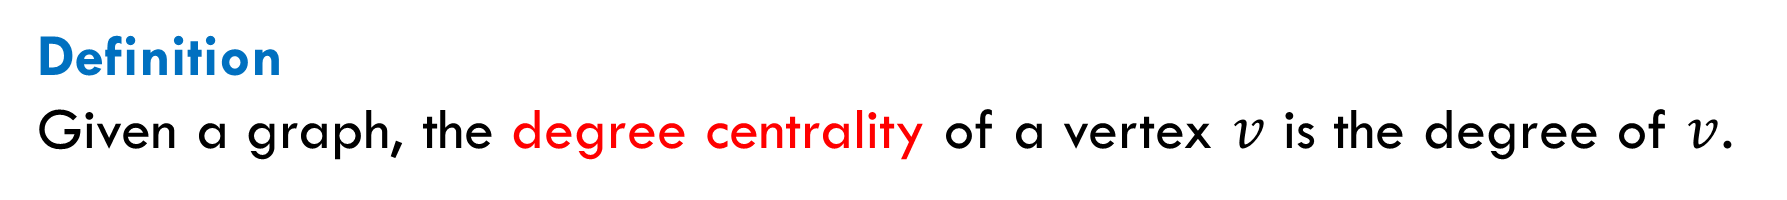 Definition
Given a graph, the degree centrality of a vertex 𝑣 is the degree of 𝑣.